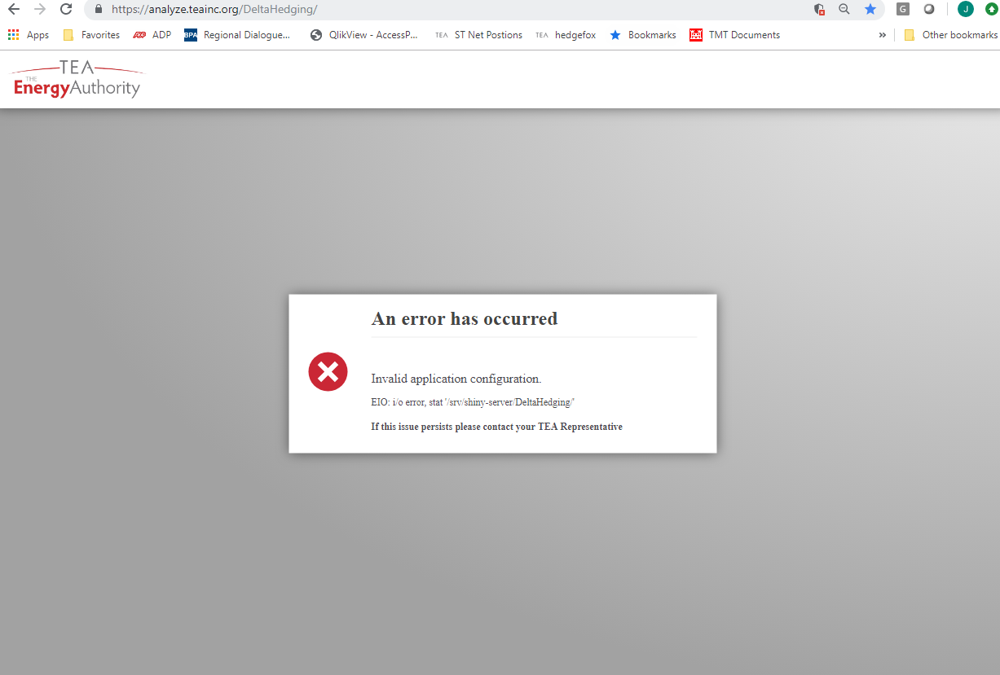 https://analyze.teainc.org/DeltaHedging/
G
J
Apps Favorites ADP ADP BPA Regional Dialogue... QlikView - AccessP... TEA ST Net Postions TEA hedgefox Bookmarks TMT Documents » Other bookmarks
TEA
THE
EnergyAuthority
An error has occurred
Invalid application configuration.
EIO: i/o error, stat '/srv/shiny-server/DeltaHedging/'
If this issue persists please contact your TEA Representative